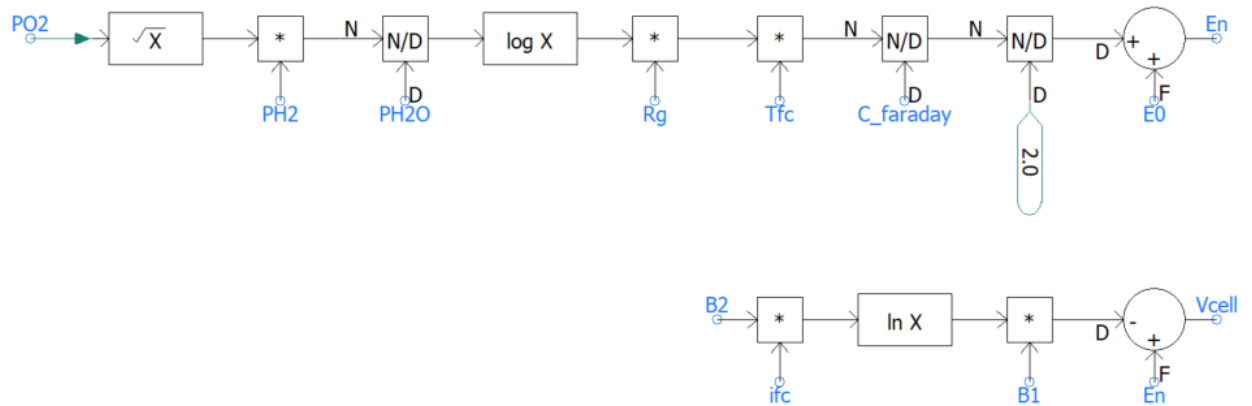 PO2 √X * N N/D log X * * N N/D N N/D D + + En
PH2 D PH2O Rg Tfc D C_faraday D F E0
2.0
B2 * ln X * D - + Vcell
ifc B1 F En